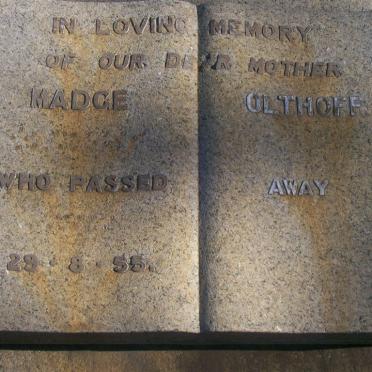 IN LOVING MEMORY
OF OUR DEAR MOTHER
MADGE OLTHOFF
WHO PASSED AWAY
29 · 8 · 55.